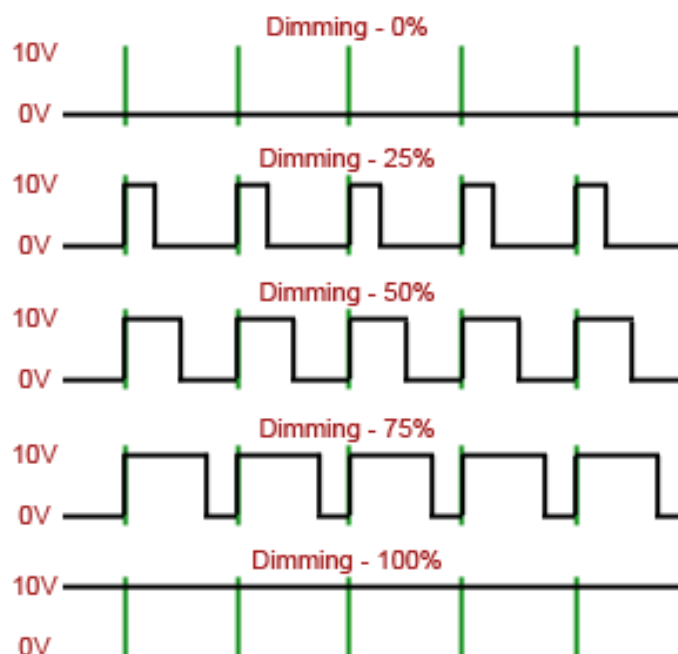 Dimming - 0%
10V
0V
Dimming - 25%
10V
0V
Dimming - 50%
10V
0V
Dimming - 75%
10V
0V
Dimming - 100%
10V
0V